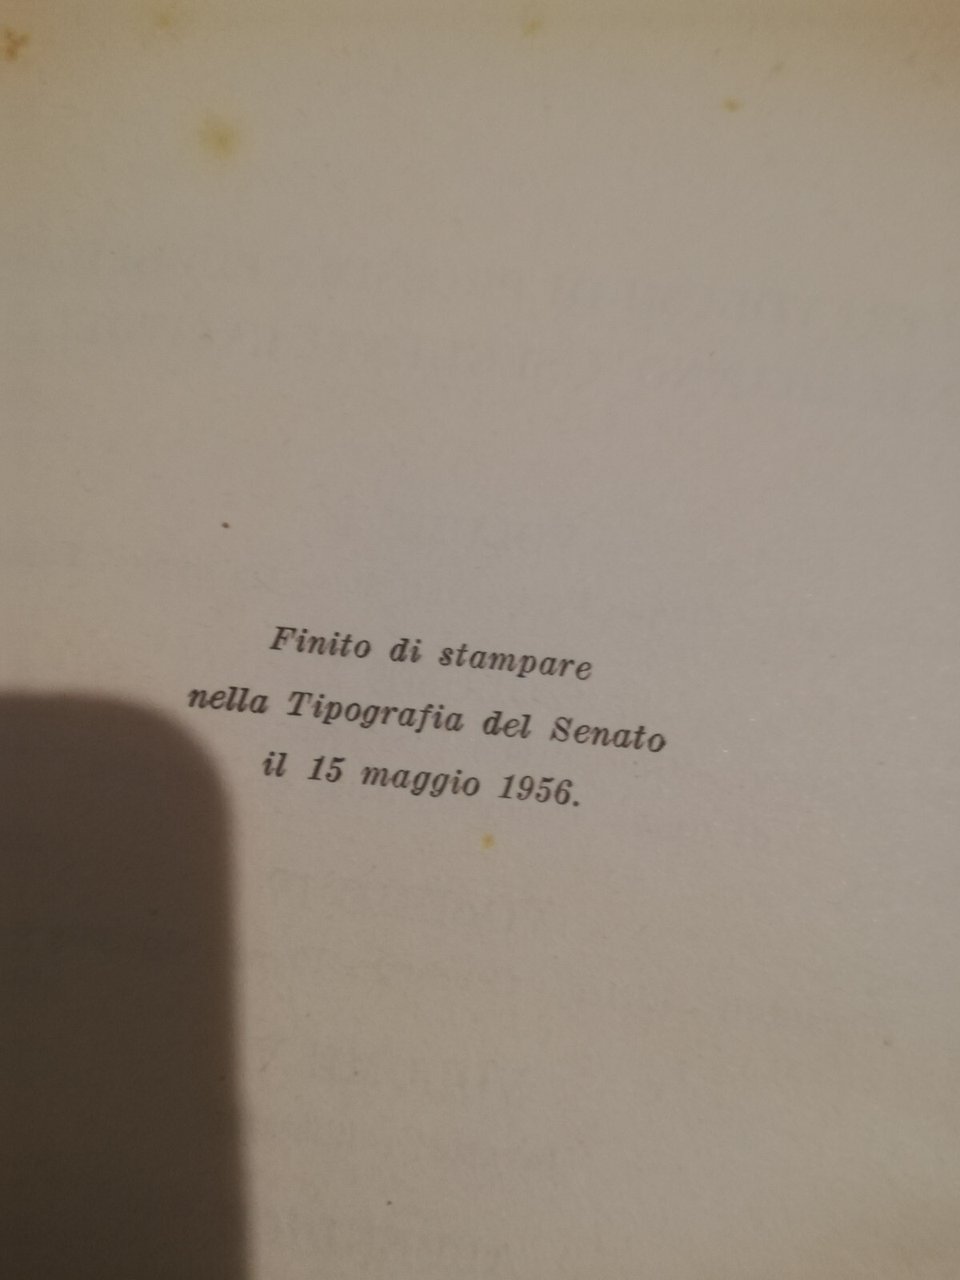 Finito di stampare
nella Tipografia del Senato
il 15 maggio 1956.